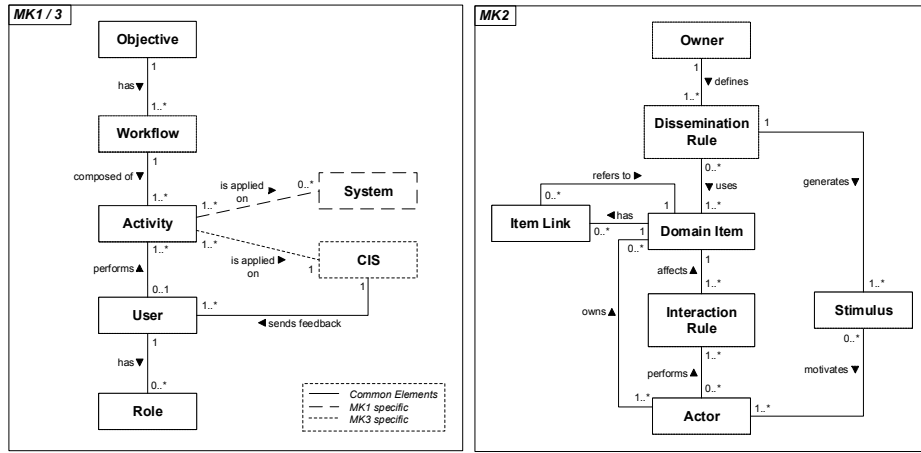 MK1 / 3
Objective
1
has ▼
1..*
Workflow
1
composed of ▼
1..*
Activity
1..*
is applied ►
on
0..*
System
1..*
is applied ►
on
1
CIS
1
1..*
◄ sends feedback
1..*
performs ▲
0..1
User
1
has ▼
0..*
Role
Common Elements
MK1 specific
MK3 specific
MK2
Owner
1
▼ defines
1..*
Dissemination
Rule
1
generates ▼
1..*
Stimulus
0..*
motivates ▼
1..*
0..*
▼ uses
1..*
Domain Item
refers to ►
0..*
1
Item Link
◄ has
0..*
1
0..*
owns ▲
1..*
1
affects ▲
1..*
Interaction
Rule
1..*
performs ▲
0..*
Actor